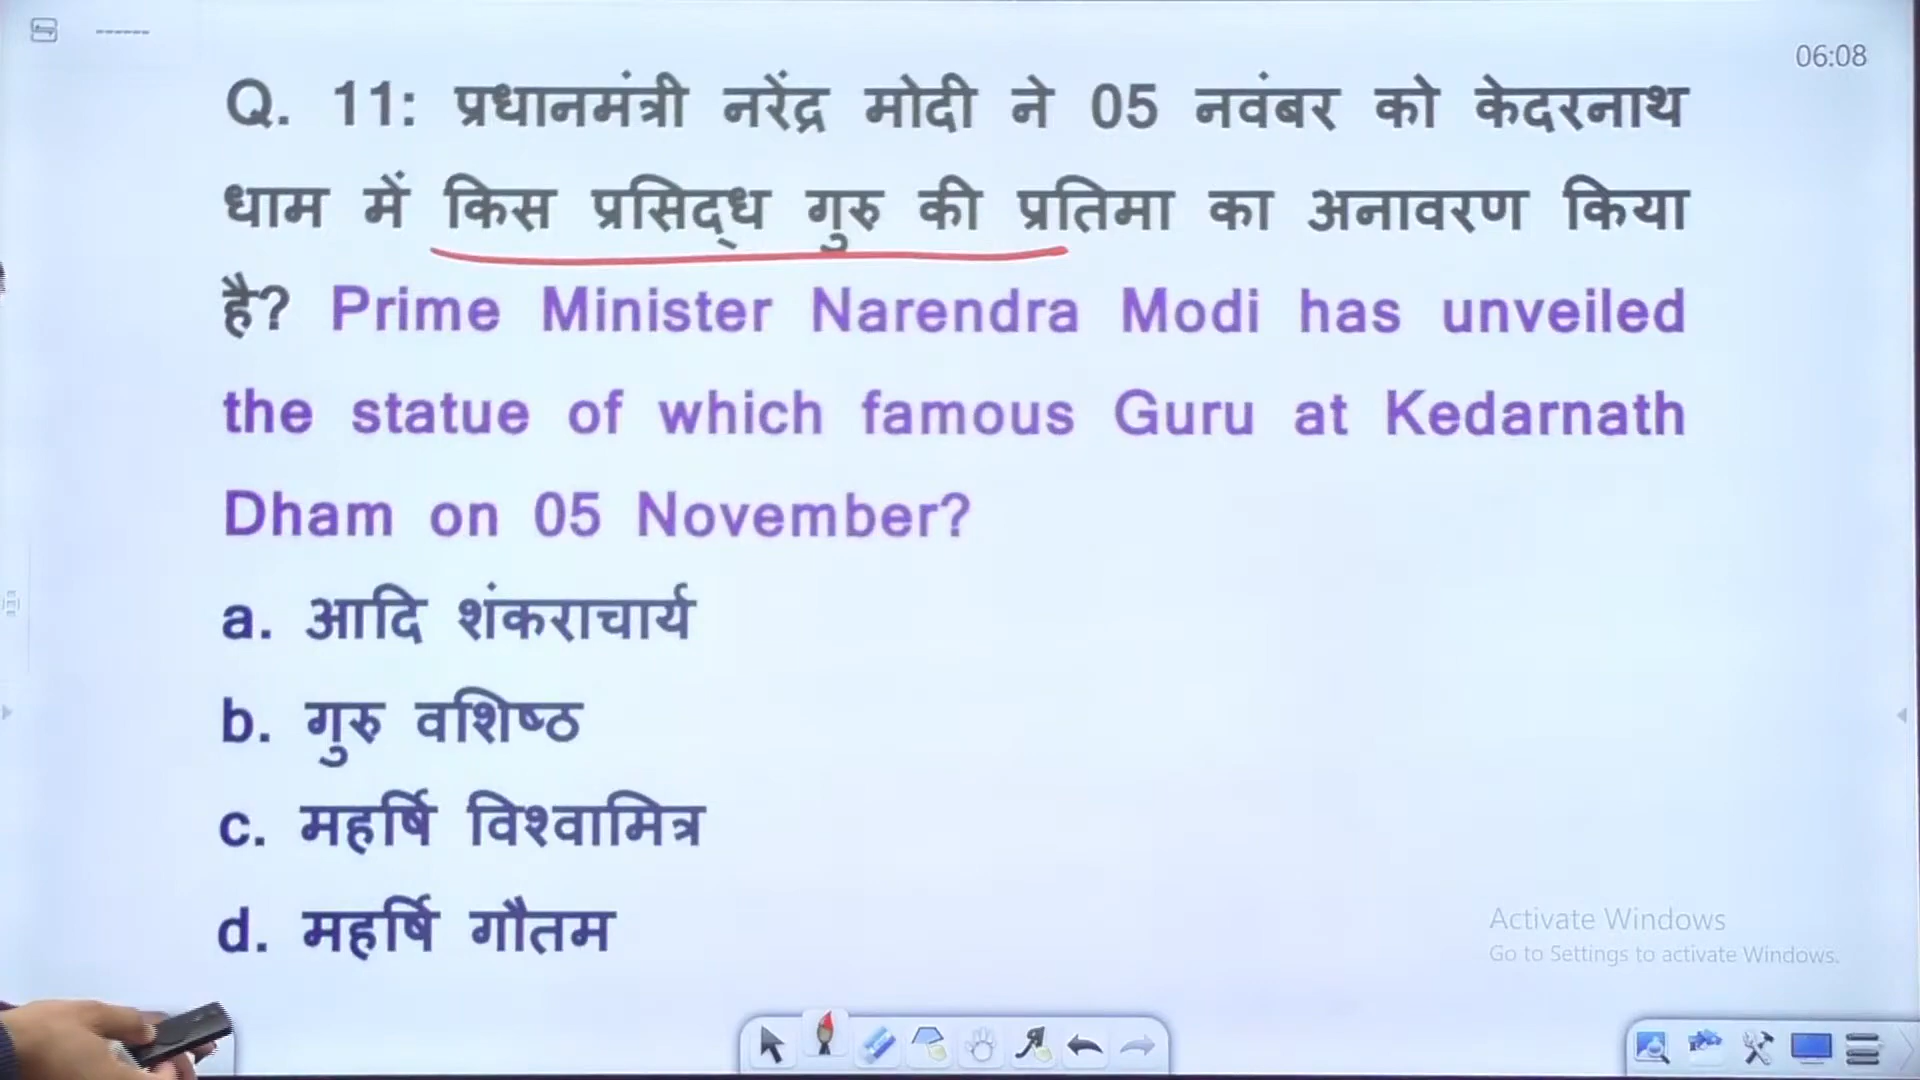 06:08
Q. 11: प्रधानमंत्री नरेंद्र मोदी ने 05 नवंबर को केदरनाथ
धाम में किस प्रसिद्ध गुरु की प्रतिमा का अनावरण किया
है? Prime Minister Narendra Modi has unveiled
the statue of which famous Guru at Kedarnath
Dham on 05 November?
a. आदि शंकराचार्य
b. गुरु वशिष्ठ
c. महर्षि विश्वामित्र
d. महर्षि गौतम
Activate Windows
Go to Settings to activate Windows.